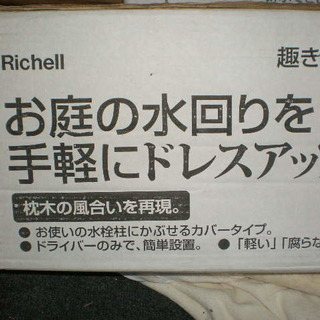 Richell
趣き
お庭の水回りを
手軽にドレスアッ
枕木の風合いを再現。
●お使いの水栓柱にかぶせるカバータイプ。
●ドライバーのみで、簡単設置。 ●「軽い」「腐らな